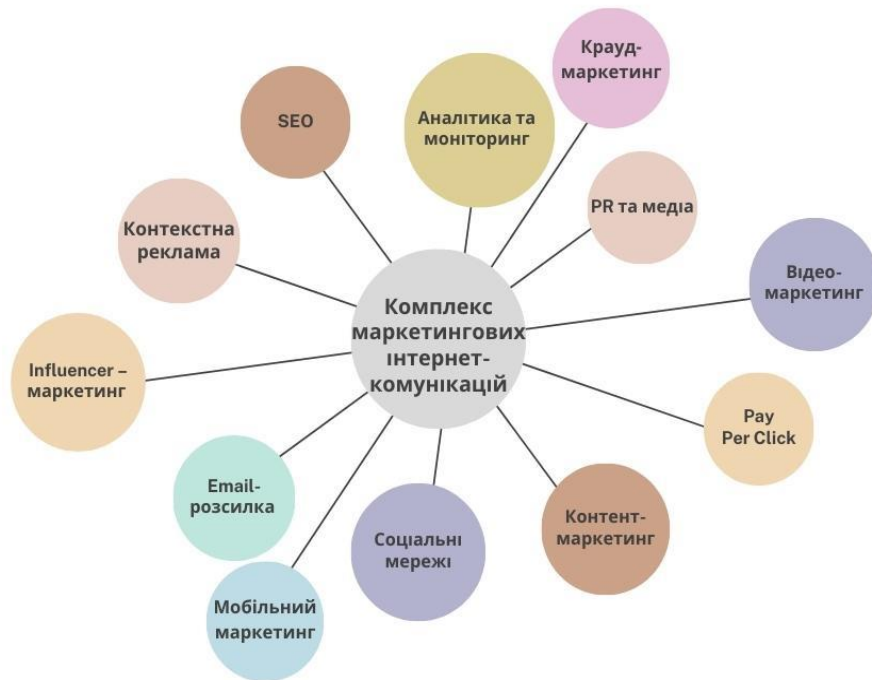 Крауд-
маркетинг
SEO
Аналітика та
моніторинг
PR та медіа
Контекстна
реклама
Відео-
маркетинг
Комплекс
маркетингових
інтернет-
комунікацій
Influencer –
маркетинг
Pay
Per Click
Email-
розсилка
Контент-
маркетинг
Соціальні
мережі
Мобільний
маркетинг